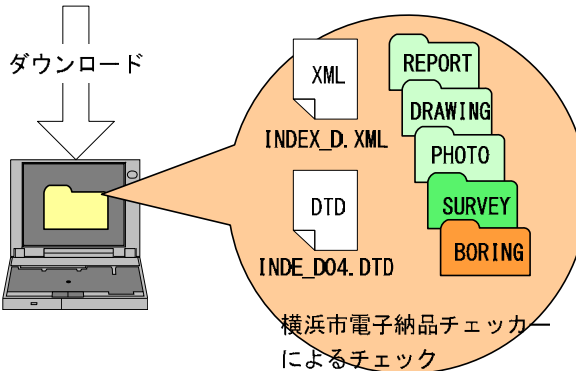 ダウンロード
XML
INDEX_D.XML
DTD
INDE_D04.DTD
REPORT
DRAWING
PHOTO
SURVEY
BORING
横浜市電子納品チェッカー
によるチェック